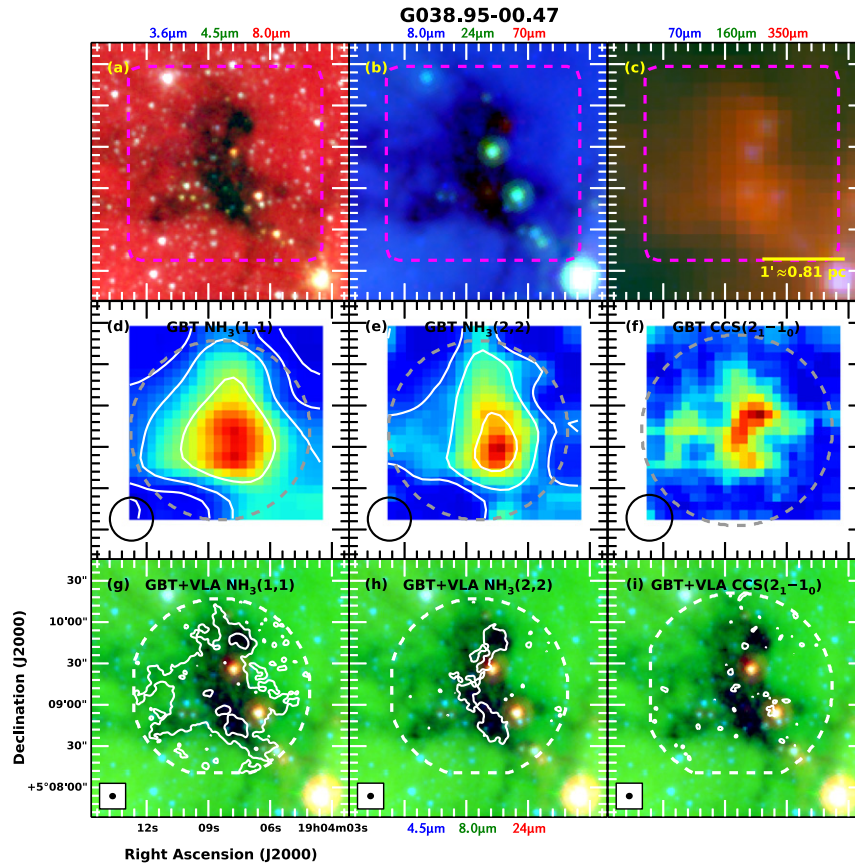 G038.95-00.47
3.6μm 4.5μm 8.0μm 8.0μm 24μm 70μm 70μm 160μm 350μm
(a) (b) (c)
1'≈0.81 pc
(d) GBT NH₃(1,1) (e) GBT NH₃(2,2) (f) GBT CCS(2₁−1₀)
(g) GBT+VLA NH₃(1,1) (h) GBT+VLA NH₃(2,2) (i) GBT+VLA CCS(2₁−1₀)
30"
10'00"
30"
09'00"
30"
+5°08'00"
Declination (J2000)
12s 09s 06s 19h04m03s 4.5μm 8.0μm 24μm
Right Ascension (J2000)